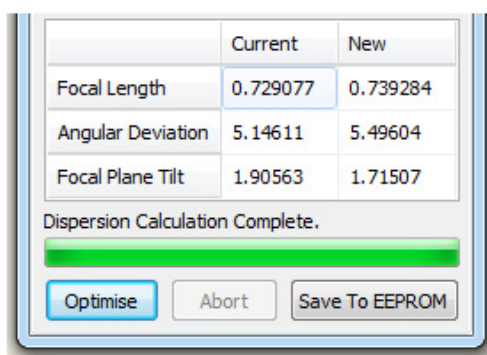 Current New
Focal Length 0.729077 0.739284
Angular Deviation 5.14611 5.49604
Focal Plane Tilt 1.90563 1.71507
Dispersion Calculation Complete.
Optimise Abort Save To EEPROM